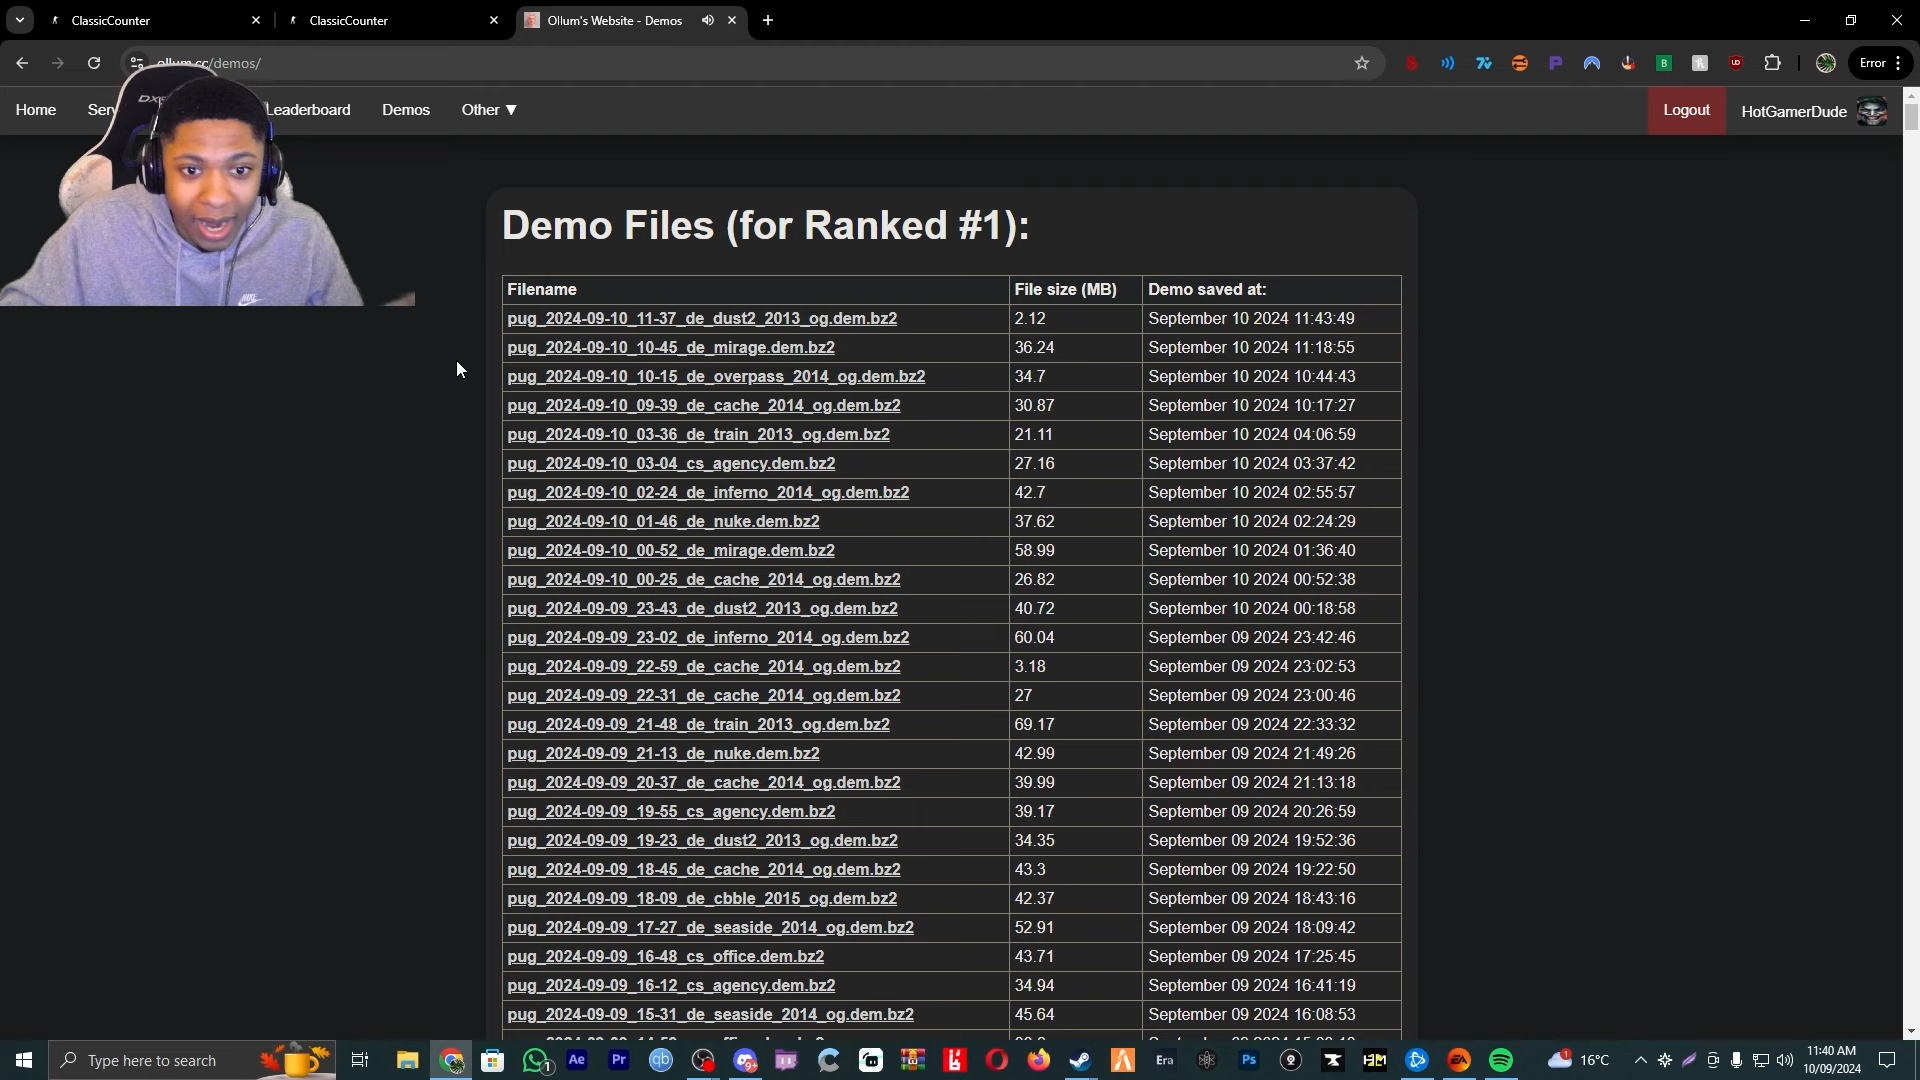 ClassicCounter
ClassicCounter
Ollum's Website - Demos
ollum.cc/demos/
Error
Home
Leaderboard
Demos
Other ▼
Logout
HotGamerDude
Demo Files (for Ranked #1):
Filename File size (MB) Demo saved at:
pug_2024-09-10_11-37_de_dust2_2013_og.dem.bz2 2.12 September 10 2024 11:43:49
pug_2024-09-10_10-45_de_mirage.dem.bz2 36.24 September 10 2024 11:18:55
pug_2024-09-10_10-15_de_overpass_2014_og.dem.bz2 34.7 September 10 2024 10:44:43
pug_2024-09-10_09-39_de_cache_2014_og.dem.bz2 30.87 September 10 2024 10:17:27
pug_2024-09-10_03-36_de_train_2013_og.dem.bz2 21.11 September 10 2024 04:06:59
pug_2024-09-10_03-04_cs_agency.dem.bz2 27.16 September 10 2024 03:37:42
pug_2024-09-10_02-24_de_inferno_2014_og.dem.bz2 42.7 September 10 2024 02:55:57
pug_2024-09-10_01-46_de_nuke.dem.bz2 37.62 September 10 2024 02:24:29
pug_2024-09-10_00-52_de_mirage.dem.bz2 58.99 September 10 2024 01:36:40
pug_2024-09-10_00-25_de_cache_2014_og.dem.bz2 26.82 September 10 2024 00:52:38
pug_2024-09-09_23-43_de_dust2_2013_og.dem.bz2 40.72 September 10 2024 00:18:58
pug_2024-09-09_23-02_de_inferno_2014_og.dem.bz2 60.04 September 09 2024 23:42:46
pug_2024-09-09_22-59_de_cache_2014_og.dem.bz2 3.18 September 09 2024 23:02:53
pug_2024-09-09_22-31_de_cache_2014_og.dem.bz2 27 September 09 2024 23:00:46
pug_2024-09-09_21-48_de_train_2013_og.dem.bz2 69.17 September 09 2024 22:33:32
pug_2024-09-09_21-13_de_nuke.dem.bz2 42.99 September 09 2024 21:49:26
pug_2024-09-09_20-37_de_cache_2014_og.dem.bz2 39.99 September 09 2024 21:13:18
pug_2024-09-09_19-55_cs_agency.dem.bz2 39.17 September 09 2024 20:26:59
pug_2024-09-09_19-23_de_dust2_2013_og.dem.bz2 34.35 September 09 2024 19:52:36
pug_2024-09-09_18-45_de_cache_2014_og.dem.bz2 43.3 September 09 2024 19:22:50
pug_2024-09-09_18-09_de_cbble_2015_og.dem.bz2 42.37 September 09 2024 18:43:16
pug_2024-09-09_17-27_de_seaside_2014_og.dem.bz2 52.91 September 09 2024 18:09:42
pug_2024-09-09_16-48_cs_office.dem.bz2 43.71 September 09 2024 17:25:45
pug_2024-09-09_16-12_cs_agency.dem.bz2 34.94 September 09 2024 16:41:19
pug_2024-09-09_15-31_de_seaside_2014_og.dem.bz2 45.64 September 09 2024 16:08:53
Type here to search
Ae
Pr
qb
Era
Ps
HM
EA
16°C
11:40 AM
10/09/2024